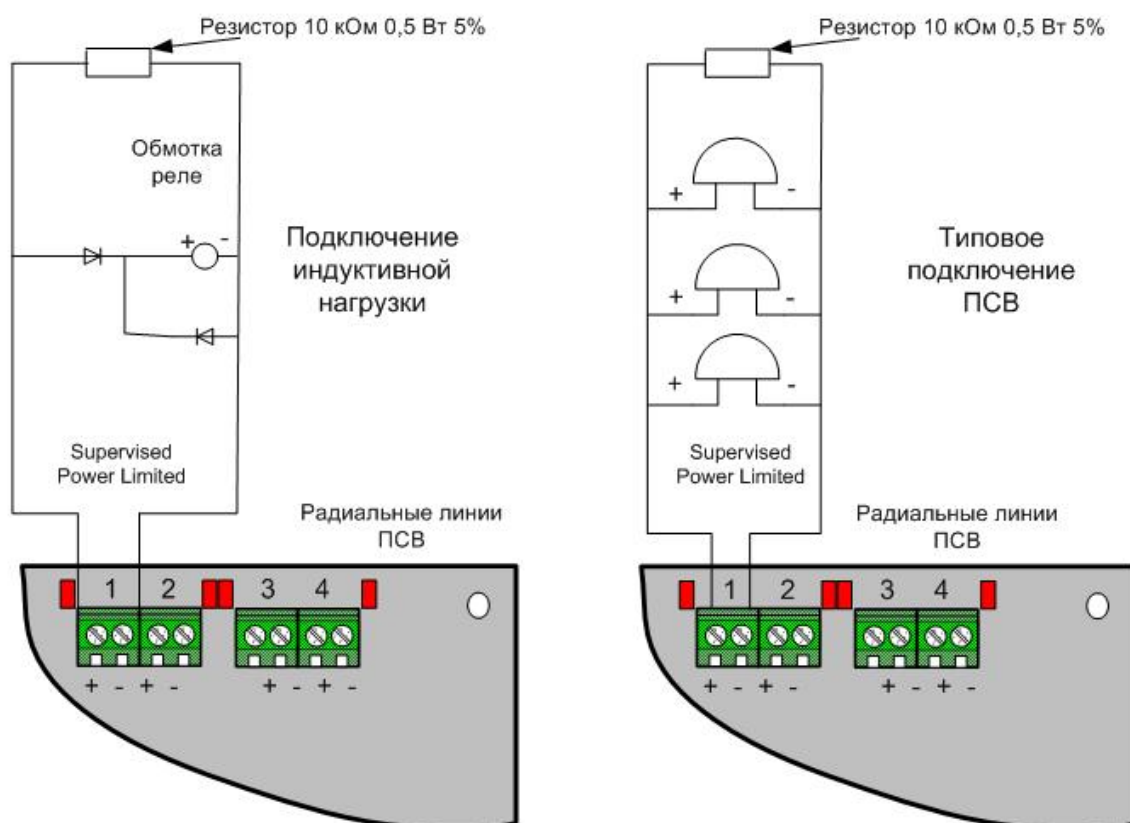 Резистор 10 кОм 0,5 Вт 5%
Обмотка
реле
+ -
Подключение
индуктивной
нагрузки
Supervised
Power Limited
Радиальные линии
ПСВ
1 2 3 4
+ - + - + - + -
Резистор 10 кОм 0,5 Вт 5%
+ -
+ -
+ -
Типовое
подключение
ПСВ
Supervised
Power Limited
Радиальные линии
ПСВ
1 2 3 4
+ - + - + - + -